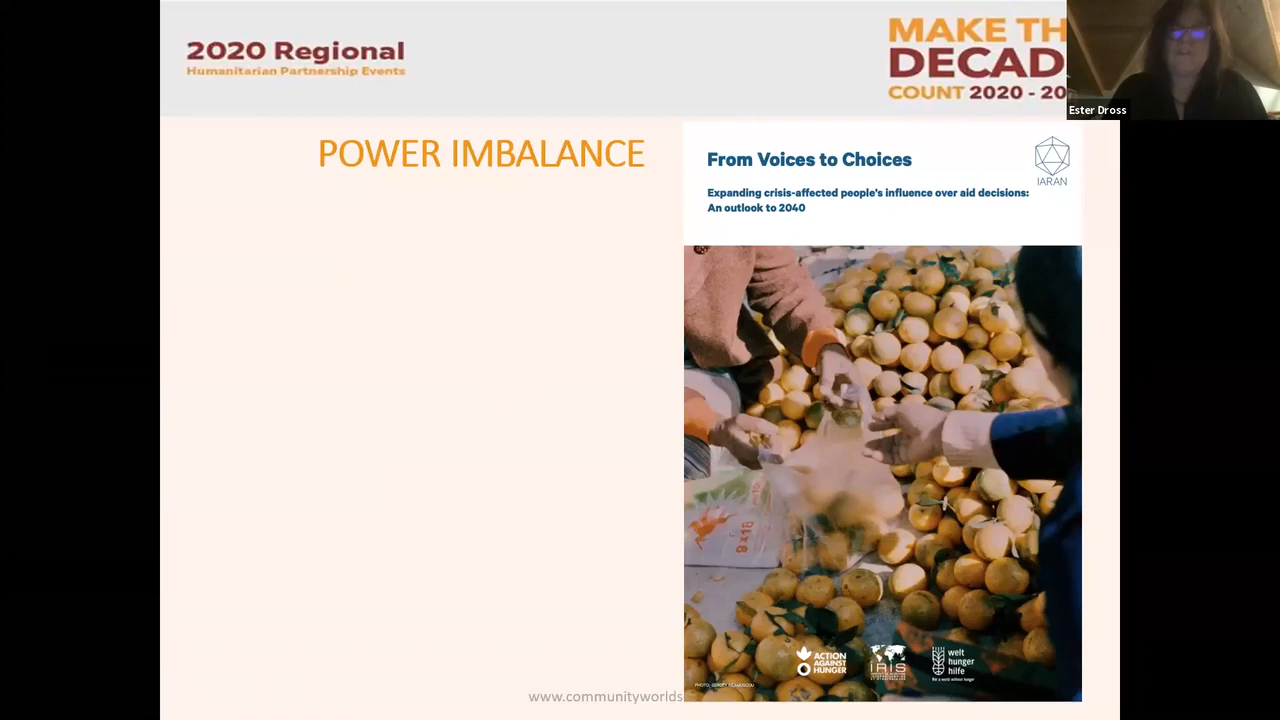 2020 Regional
Humanitarian Partnership Events
MAKE TH
DECAD
COUNT 2020 - 20
Ester Dross
POWER IMBALANCE
From Voices to Choices
IARAN
Expanding crisis-affected people's influence over aid decisions:
An outlook to 2040
9x16
ACTION
AGAINST
HUNGER
IRIS
welt
hunger
hilfe
www.communityworlds